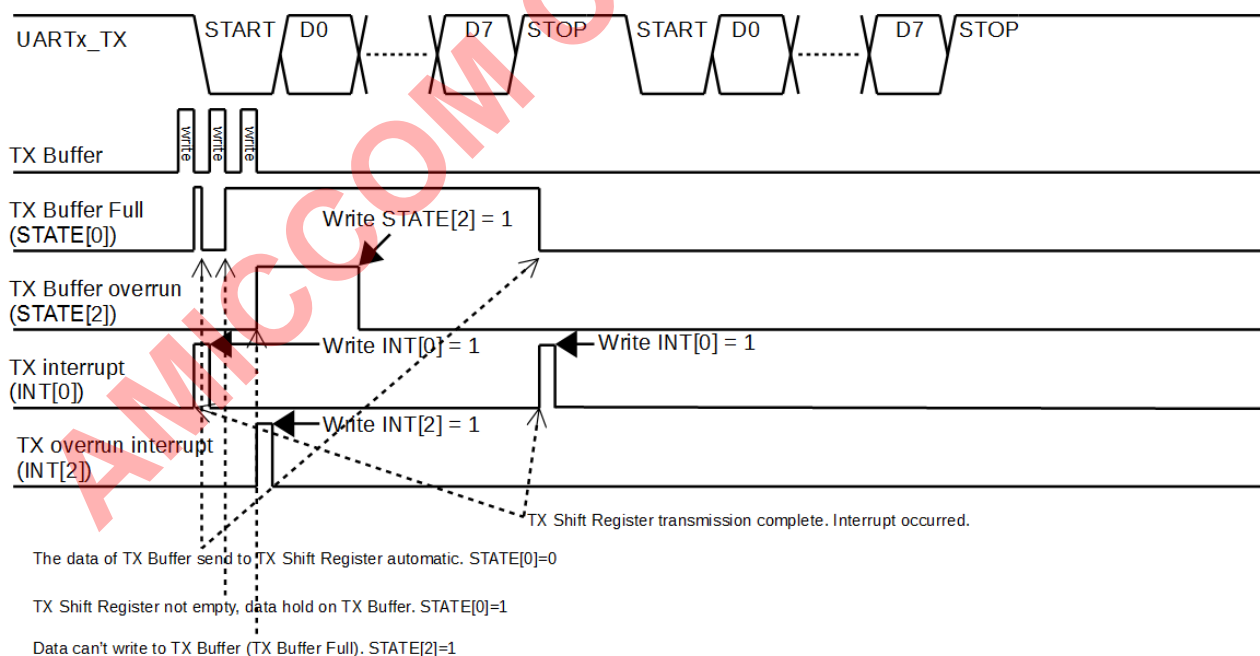 UARTx_TX
START D0 D7 STOP START D0 D7 STOP
write write write
TX Buffer
TX Buffer Full
(STATE[0])
Write STATE[2] = 1
TX Buffer overrun
(STATE[2])
Write INT[0] = 1
Write INT[0] = 1
TX interrupt
(INT[0])
Write INT[2] = 1
TX overrun interrupt
(INT[2])
TX Shift Register transmission complete. Interrupt occurred.
The data of TX Buffer send to TX Shift Register automatic. STATE[0]=0
TX Shift Register not empty, data hold on TX Buffer. STATE[0]=1
Data can't write to TX Buffer (TX Buffer Full). STATE[2]=1
AMICCOM